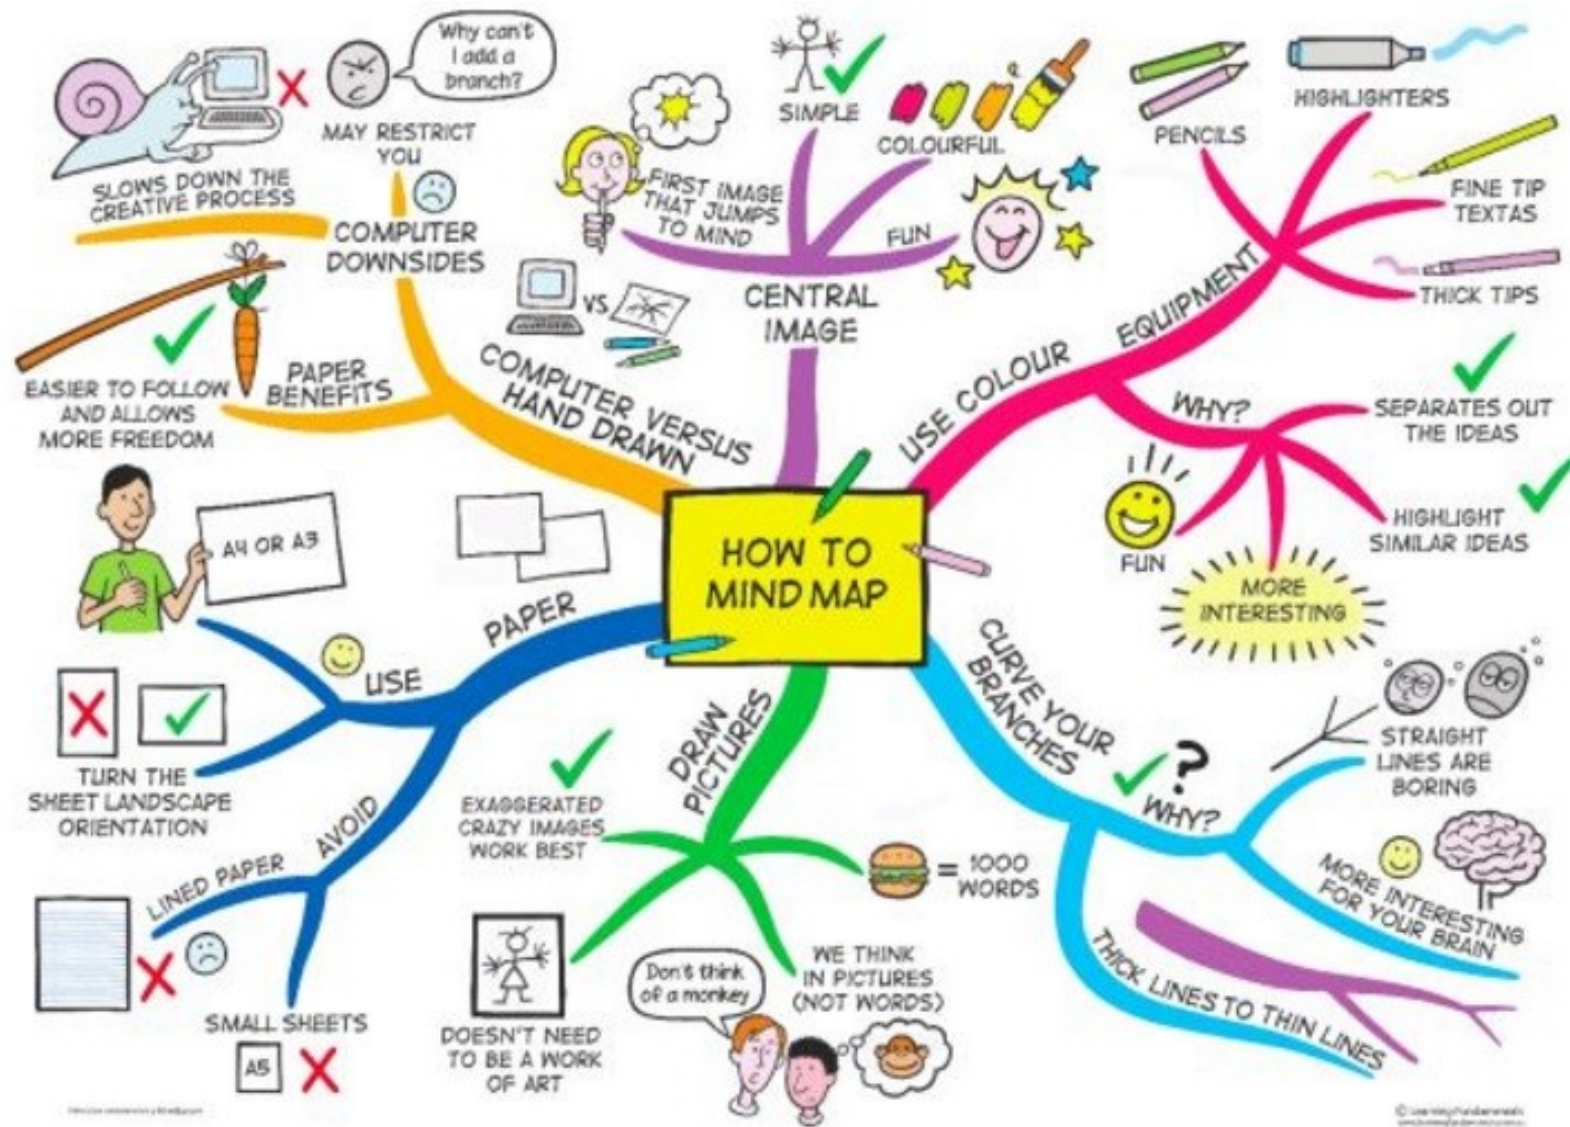 HOW TO
MIND MAP
CENTRAL
IMAGE
FIRST IMAGE
THAT JUMPS
TO MIND
SIMPLE
COLOURFUL
FUN
USE COLOUR
EQUIPMENT
PENCILS
HIGHLIGHTERS
FINE TIP
TEXTAS
THICK TIPS
WHY?
SEPARATES OUT
THE IDEAS
HIGHLIGHT
SIMILAR IDEAS
MORE
INTERESTING
FUN
CURVE YOUR
BRANCHES
?
WHY?
STRAIGHT
LINES ARE
BORING
MORE INTERESTING
FOR YOUR BRAIN
THICK LINES TO THIN LINES
DRAW
PICTURES
= 1000
WORDS
WE THINK
IN PICTURES
(NOT WORDS)
Don't think
of a monkey
DOESN'T NEED
TO BE A WORK
OF ART
EXAGGERATED
CRAZY IMAGES
WORK BEST
PAPER
USE
A4 OR A3
TURN THE
SHEET LANDSCAPE
ORIENTATION
AVOID
LINED PAPER
SMALL SHEETS
A5
COMPUTER VERSUS
HAND DRAWN
VS
PAPER
BENEFITS
EASIER TO FOLLOW
AND ALLOWS
MORE FREEDOM
COMPUTER
DOWNSIDES
SLOWS DOWN THE
CREATIVE PROCESS
MAY RESTRICT
YOU
Why can't
I add a
branch?